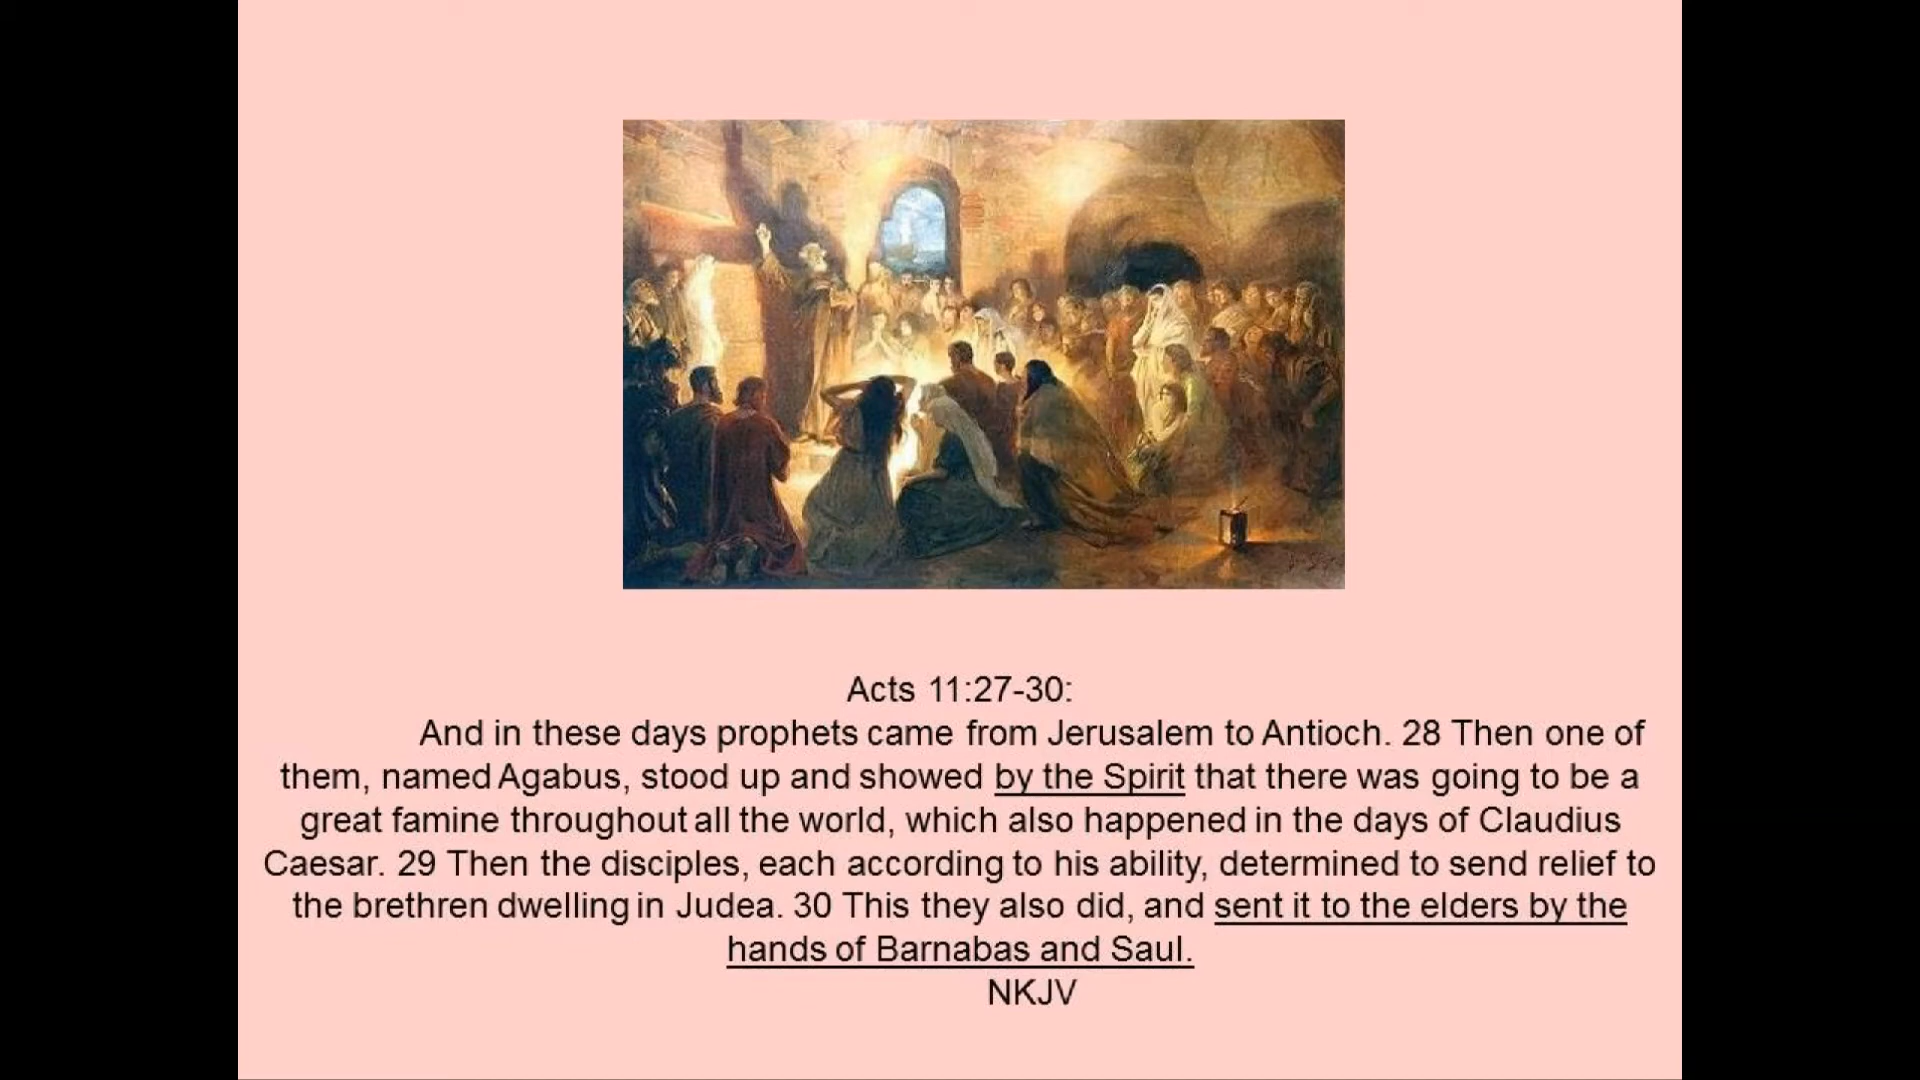 Acts 11:27-30:
And in these days prophets came from Jerusalem to Antioch. 28 Then one of
them, named Agabus, stood up and showed by the Spirit that there was going to be a
great famine throughout all the world, which also happened in the days of Claudius
Caesar. 29 Then the disciples, each according to his ability, determined to send relief to
the brethren dwelling in Judea. 30 This they also did, and sent it to the elders by the
hands of Barnabas and Saul.
NKJV